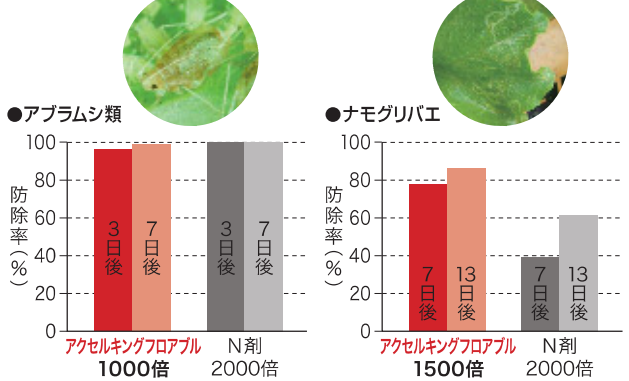 ●アブラムシ類
防除率(%)
100
80
60
40
20
0
3日後
7日後
3日後
7日後
アクセルキングフロアブル
1000倍
N剤
2000倍
●ナモグリバエ
防除率(%)
100
80
60
40
20
0
7日後
13日後
7日後
13日後
アクセルキングフロアブル
1500倍
N剤
2000倍